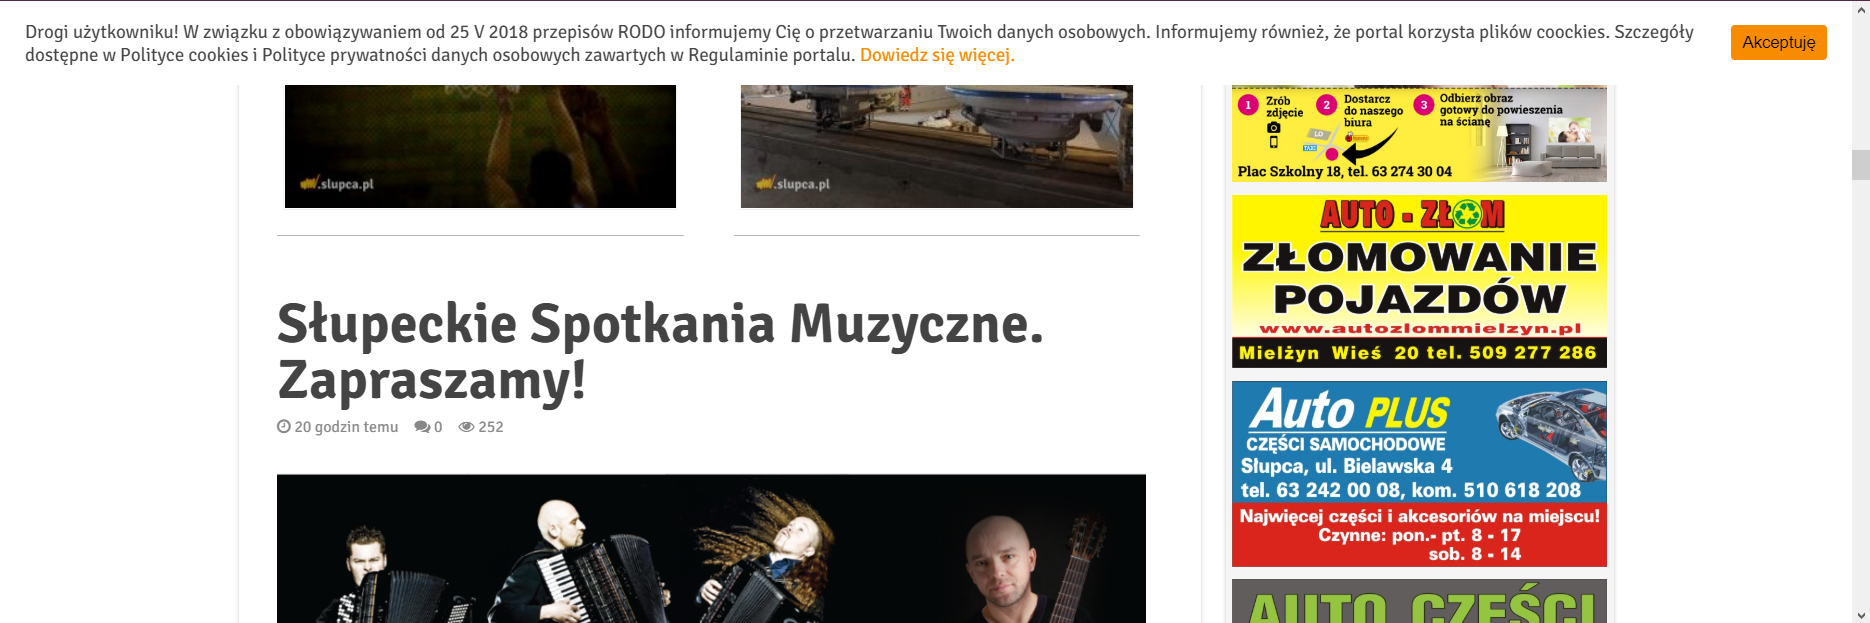 Drogi użytkowniku! W związku z obowiązywaniem od 25 V 2018 przepisów RODO informujemy Cię o przetwarzaniu Twoich danych osobowych. Informujemy również, że portal korzysta plików coockies. Szczegóły
dostępne w Polityce cookies i Polityce prywatności danych osobowych zawartych w Regulaminie portalu. Dowiedz się więcej.
Akceptuję
.slupca.pl
.slupca.pl
Słupeckie Spotkania Muzyczne.
Zapraszamy!
20 godzin temu 0 252
1 Zrób
zdjęcie
2 Dostarcz
do naszego
biura
3 Odbierz obraz
gotowy do powieszenia
na ścianę
LO
TAXI
Plac Szkolny 18, tel. 63 274 30 04
AUTO - ZŁOM
ZŁOMOWANIE
POJAZDÓW
www.autozlommielzyn.pl
Mielżyn Wieś 20 tel. 509 277 286
Auto PLUS
CZĘŚCI SAMOCHODOWE
Słupca, ul. Bielawska 4
tel. 63 242 00 08, kom. 510 618 208
Najwięcej części i akcesoriów na miejscu!
Czynne: pon.- pt. 8 - 17
sob. 8 - 14
AUTO CZĘŚCI